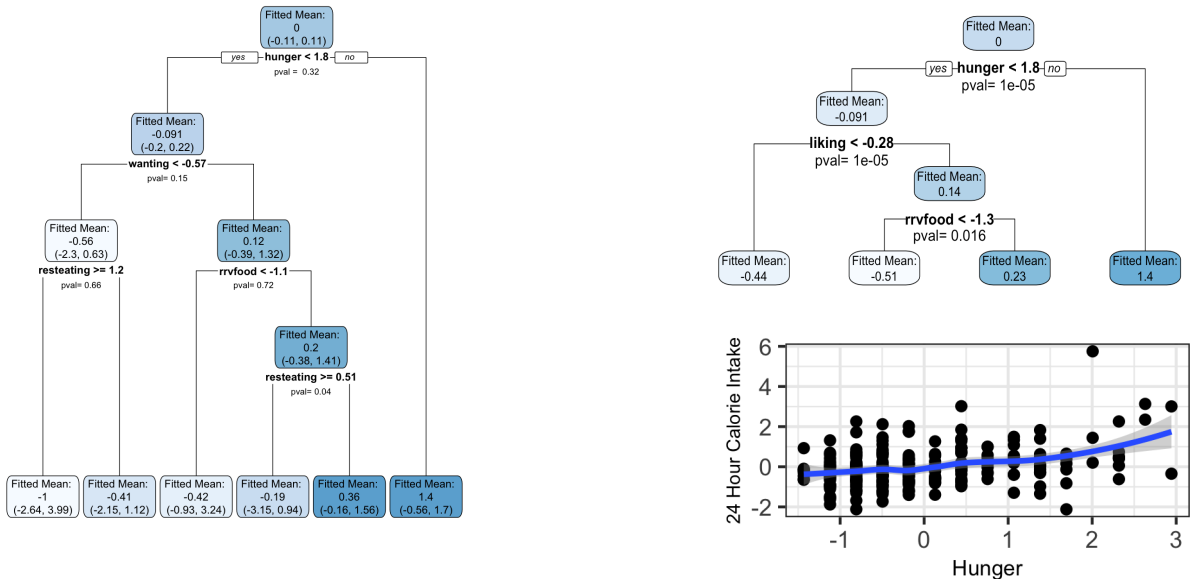 Fitted Mean:
0
(-0.11, 0.11)
yes hunger < 1.8 no
pval = 0.32
Fitted Mean:
-0.091
(-0.2, 0.22)
wanting < -0.57
pval= 0.15
Fitted Mean:
-0.56
(-2.3, 0.63)
resteating >= 1.2
pval= 0.66
Fitted Mean:
0.12
(-0.39, 1.32)
rrvfood < -1.1
pval= 0.72
Fitted Mean:
0.2
(-0.38, 1.41)
resteating >= 0.51
pval= 0.04
Fitted Mean:
-1
(-2.64, 3.99)
Fitted Mean:
-0.41
(-2.15, 1.12)
Fitted Mean:
-0.42
(-0.93, 3.24)
Fitted Mean:
-0.19
(-3.15, 0.94)
Fitted Mean:
0.36
(-0.16, 1.56)
Fitted Mean:
1.4
(-0.56, 1.7)
Fitted Mean:
0
yes hunger < 1.8 no
pval= 1e-05
Fitted Mean:
-0.091
liking < -0.28
pval= 1e-05
Fitted Mean:
0.14
rrvfood < -1.3
pval= 0.016
Fitted Mean:
-0.44
Fitted Mean:
-0.51
Fitted Mean:
0.23
Fitted Mean:
1.4
24 Hour Calorie Intake
6
4
2
0
-2
-1 0 1 2 3
Hunger